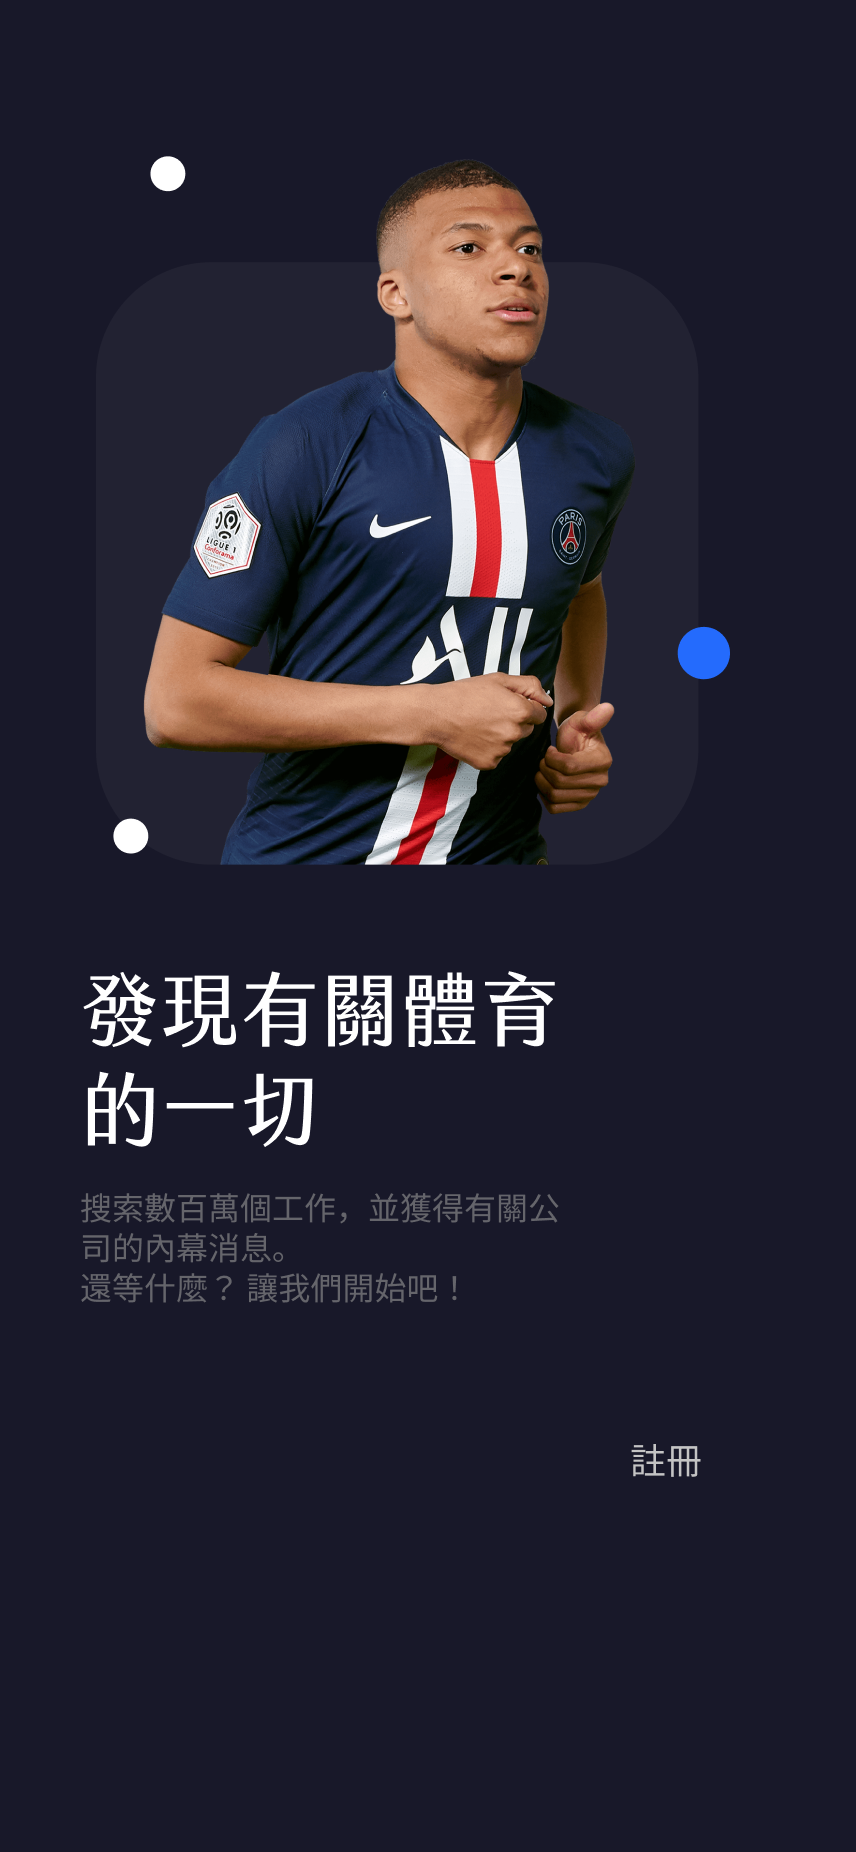 LIGUE 1
Conforama
PARIS
ALL
發現有關體育
的一切
搜索數百萬個工作，並獲得有關公
司的內幕消息。
還等什麼？ 讓我們開始吧！
註冊